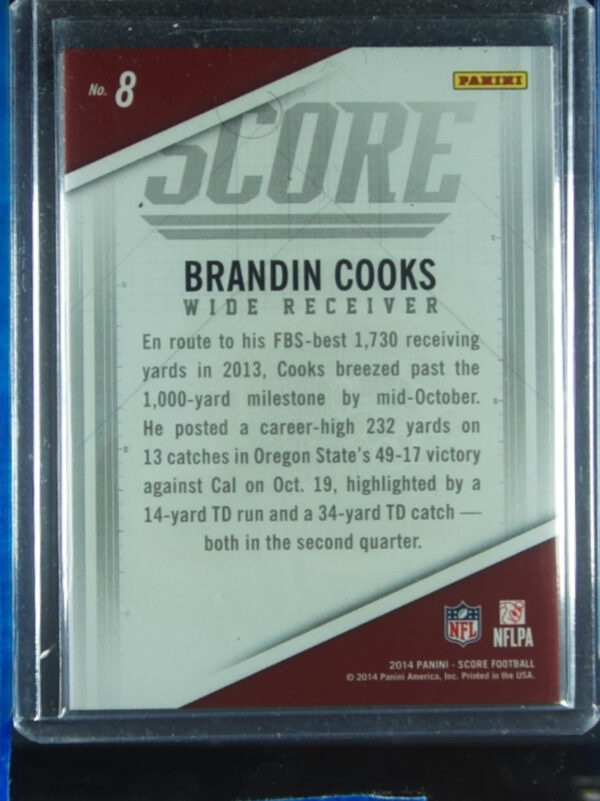 No. 8
PANINI
SCORE
BRANDIN COOKS
WIDE RECEIVER
En route to his FBS-best 1,730 receiving
yards in 2013, Cooks breezed past the
1,000-yard milestone by mid-October.
He posted a career-high 232 yards on
13 catches in Oregon State's 49-17 victory
against Cal on Oct. 19, highlighted by a
14-yard TD run and a 34-yard TD catch —
both in the second quarter.
NFL
NFLPA
2014 PANINI - SCORE FOOTBALL
© 2014 Panini America, Inc. Printed in the USA.